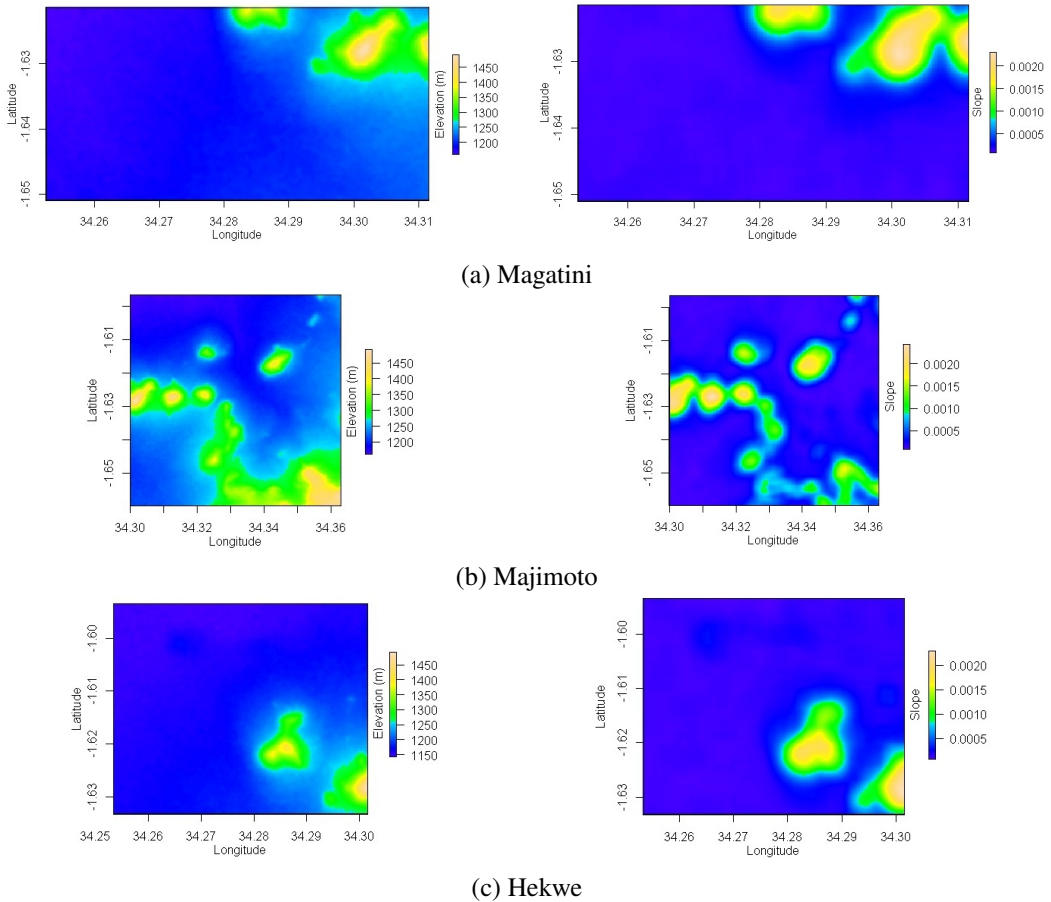 -1.63
-1.64
-1.65
Latitude
34.26 34.27 34.28 34.29 34.30 34.31
Longitude
Elevation (m)
1450
1400
1350
1300
1250
1200
-1.63
-1.64
-1.65
Latitude
34.26 34.27 34.28 34.29 34.30 34.31
Longitude
Slope
0.0020
0.0015
0.0010
0.0005
(a) Magatini
-1.61
-1.63
-1.65
Latitude
34.30 34.32 34.34 34.36
Longitude
Elevation (m)
1450
1400
1350
1300
1250
1200
-1.61
-1.63
-1.65
Latitude
34.30 34.32 34.34 34.36
Longitude
Slope
0.0020
0.0015
0.0010
0.0005
(b) Majimoto
-1.60
-1.61
-1.62
-1.63
Latitude
34.25 34.26 34.27 34.28 34.29 34.30
Longitude
Elevation (m)
1450
1400
1350
1300
1250
1200
1150
-1.60
-1.61
-1.62
-1.63
Latitude
34.26 34.27 34.28 34.29 34.30
Longitude
Slope
0.0020
0.0015
0.0010
0.0005
(c) Hekwe